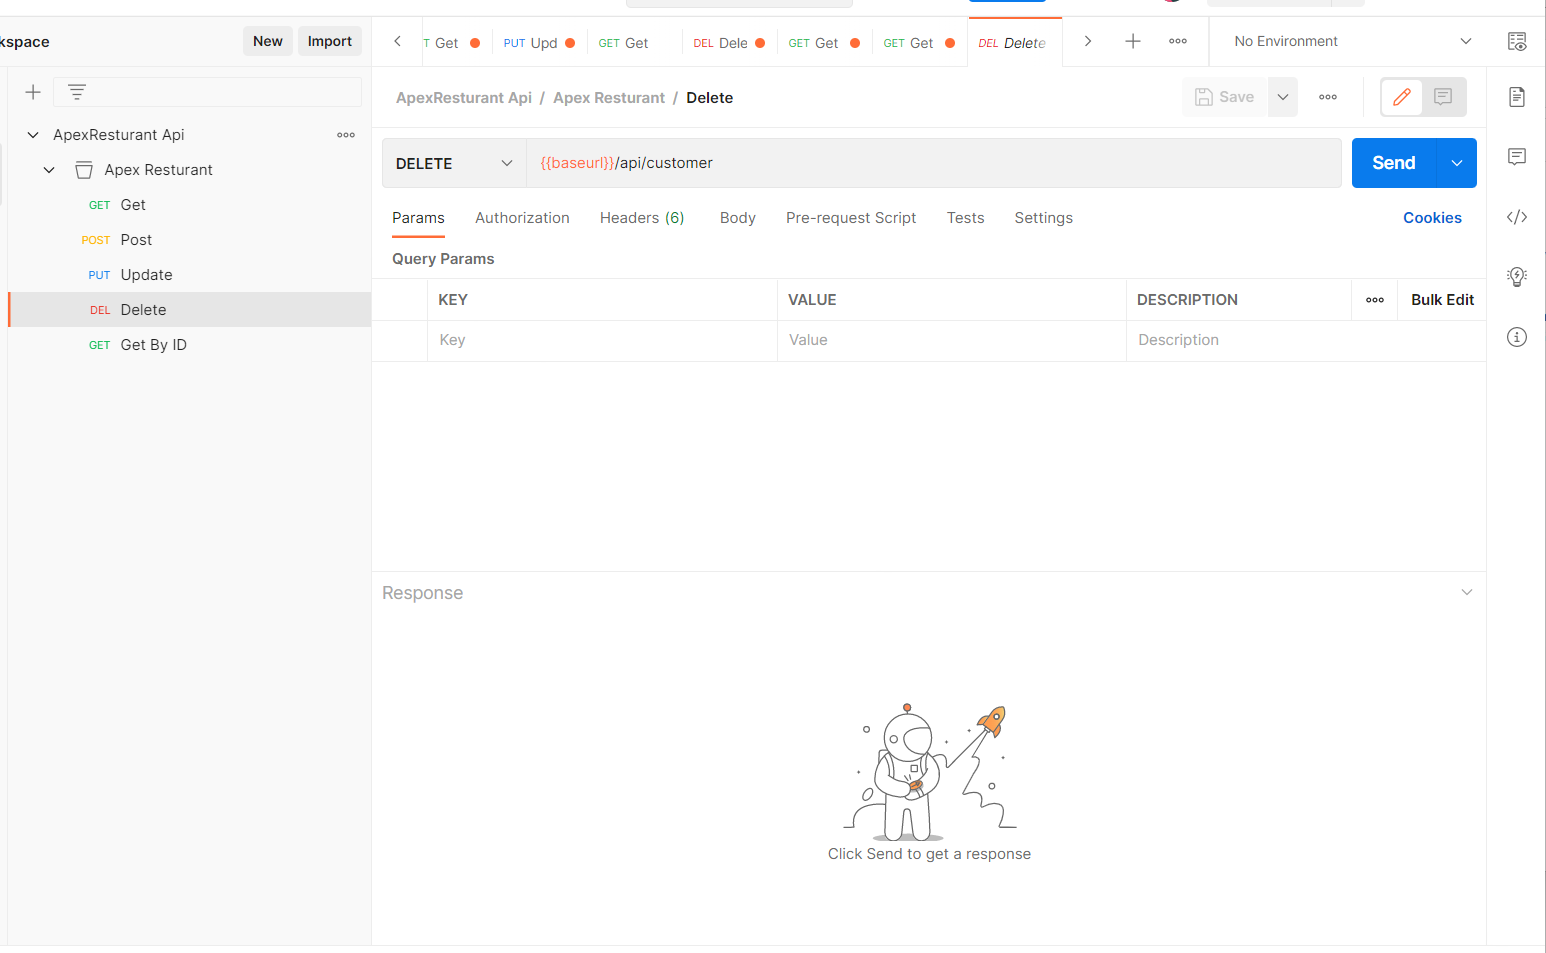 kspace
New
Import
T Get
PUT Upd
GET Get
DEL Dele
GET Get
GET Get
DEL Delete
No Environment
ApexResturant Api / Apex Resturant / Delete
Save
ApexResturant Api
Apex Resturant
GET Get
POST Post
PUT Update
DEL Delete
GET Get By ID
DELETE
{{baseurl}}/api/customer
Send
Params
Authorization
Headers (6)
Body
Pre-request Script
Tests
Settings
Cookies
Query Params
KEY
VALUE
DESCRIPTION
Bulk Edit
Key
Value
Description
Response
Click Send to get a response